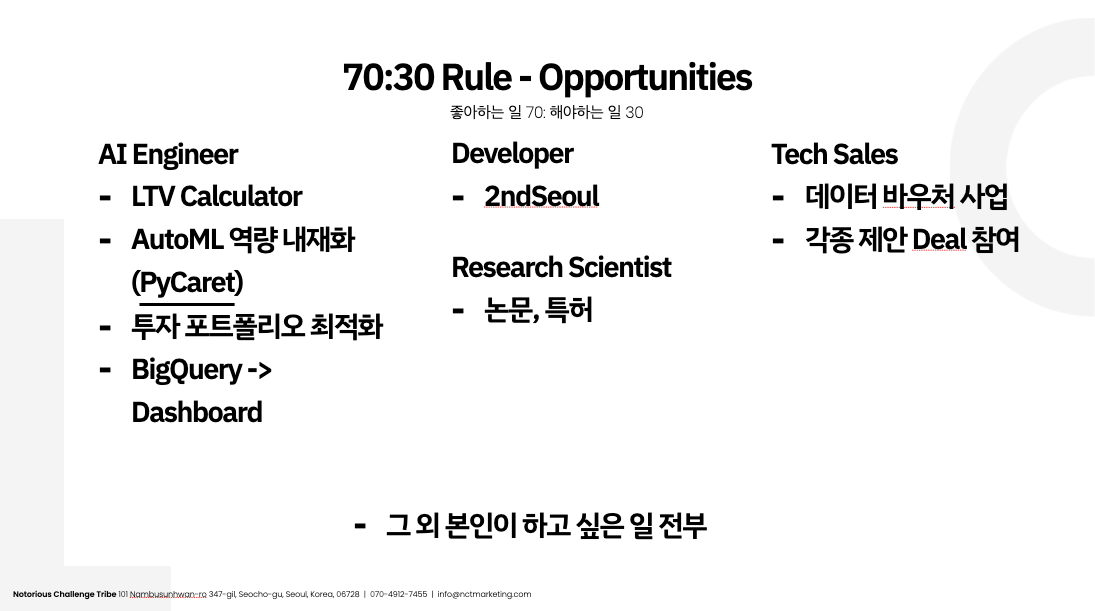 70:30 Rule - Opportunities
좋아하는 일 70: 해야하는 일 30
AI Engineer
- LTV Calculator
- AutoML 역량 내재화
(PyCaret)
- 투자 포트폴리오 최적화
- BigQuery ->
Dashboard
Developer
- 2ndSeoul
Research Scientist
- 논문, 특허
Tech Sales
- 데이터 바우처 사업
- 각종 제안 Deal 참여
- 그 외 본인이 하고 싶은 일 전부
Notorious Challenge Tribe 101 Nambusunhwan-ro 347-gil, Seocho-gu, Seoul, Korea, 06728 | 070-4912-7455 | info@nctmarketing.com